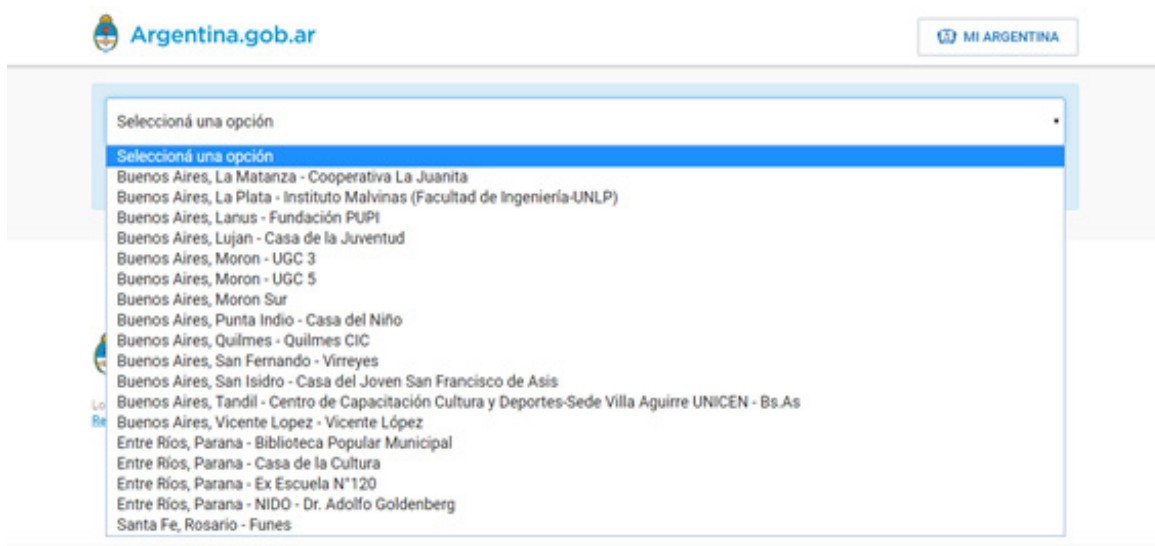 Argentina.gob.ar
MI ARGENTINA
Seleccioná una opción
Seleccioná una opción
Buenos Aires, La Matanza - Cooperativa La Juanita
Buenos Aires, La Plata - Instituto Malvinas (Facultad de Ingeniería-UNLP)
Buenos Aires, Lanus - Fundación PUPI
Buenos Aires, Lujan - Casa de la Juventud
Buenos Aires, Moron - UGC 3
Buenos Aires, Moron - UGC 5
Buenos Aires, Moron Sur
Buenos Aires, Punta Indio - Casa del Niño
Buenos Aires, Quilmes - Quilmes CIC
Buenos Aires, San Fernando - Virreyes
Buenos Aires, San Isidro - Casa del Joven San Francisco de Asis
Lo
Buenos Aires, Tandil - Centro de Capacitación Cultura y Deportes-Sede Villa Aguirre UNICEN - Bs.As
Re
Buenos Aires, Vicente Lopez - Vicente López
Entre Ríos, Parana - Biblioteca Popular Municipal
Entre Ríos, Parana - Casa de la Cultura
Entre Ríos, Parana - Ex Escuela N°120
Entre Ríos, Parana - NIDO - Dr. Adolfo Goldenberg
Santa Fe, Rosario - Funes